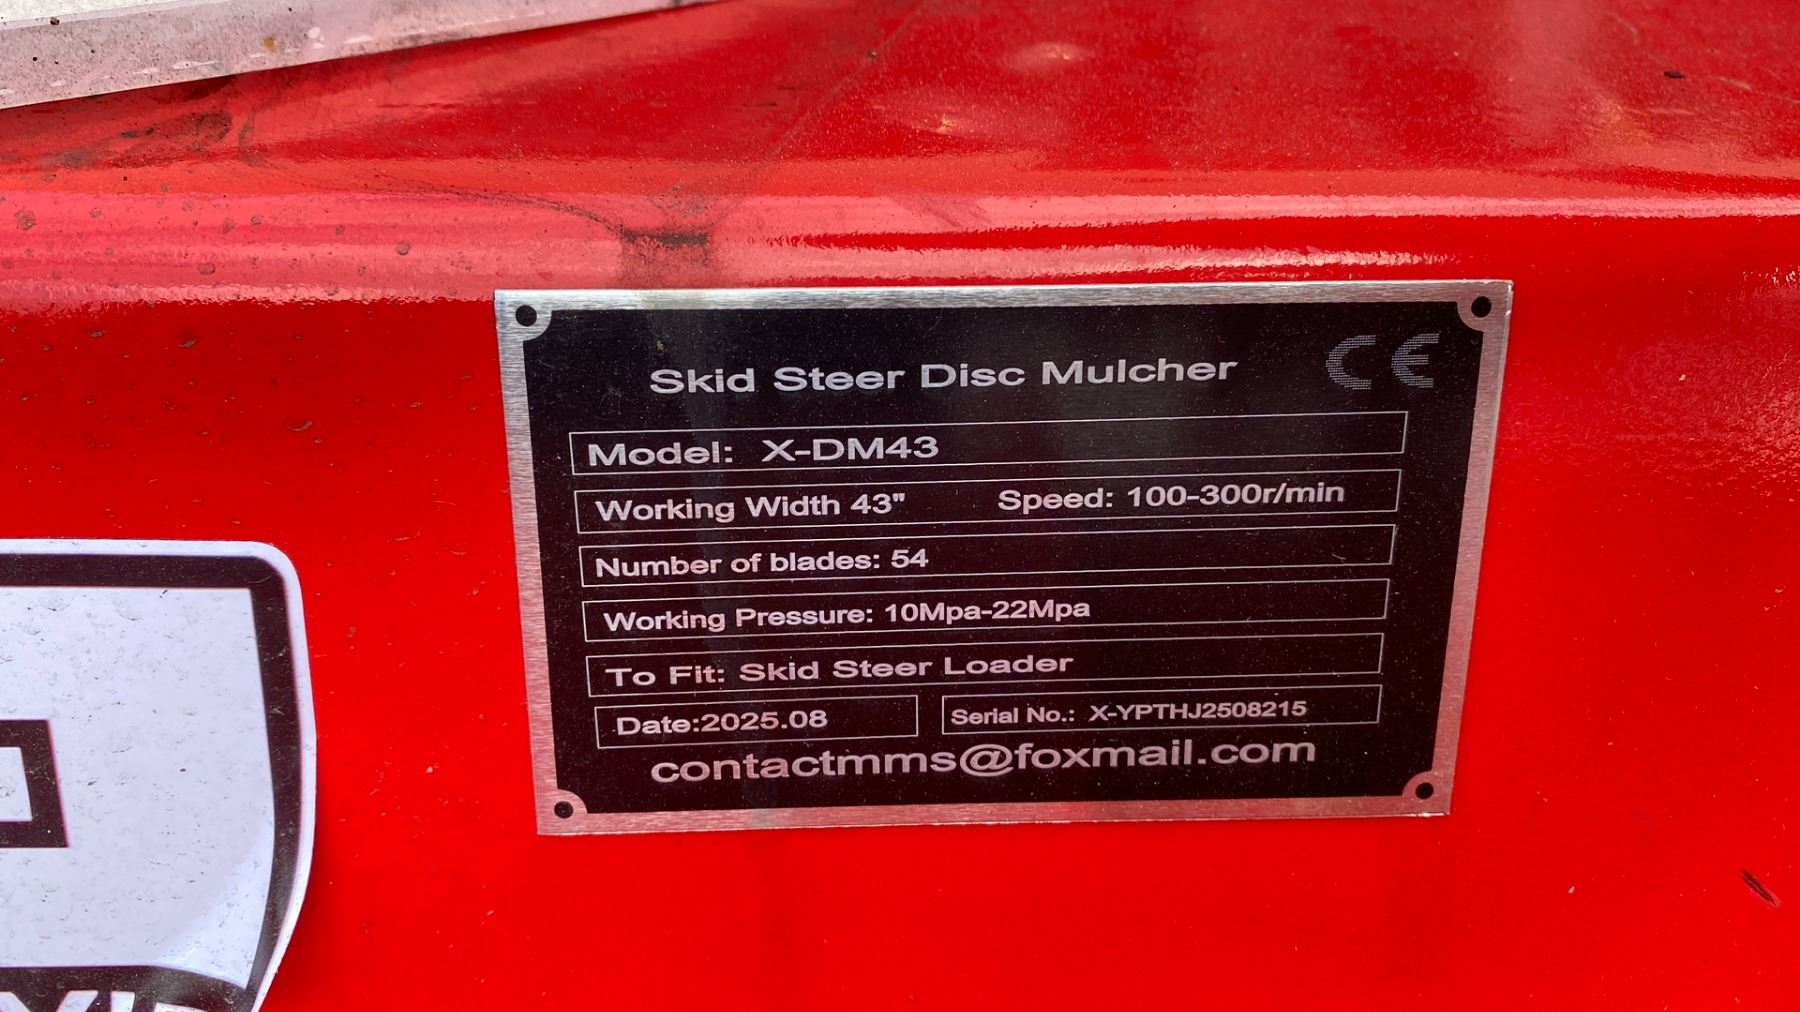 Skid Steer Disc Mulcher CE
Model: X-DM43
Working Width 43" Speed: 100-300r/min
Number of blades: 54
Working Pressure: 10Mpa-22Mpa
To Fit: Skid Steer Loader
Date:2025.08 Serial No.: X-YPTHJ2508215
contactmms@foxmail.com